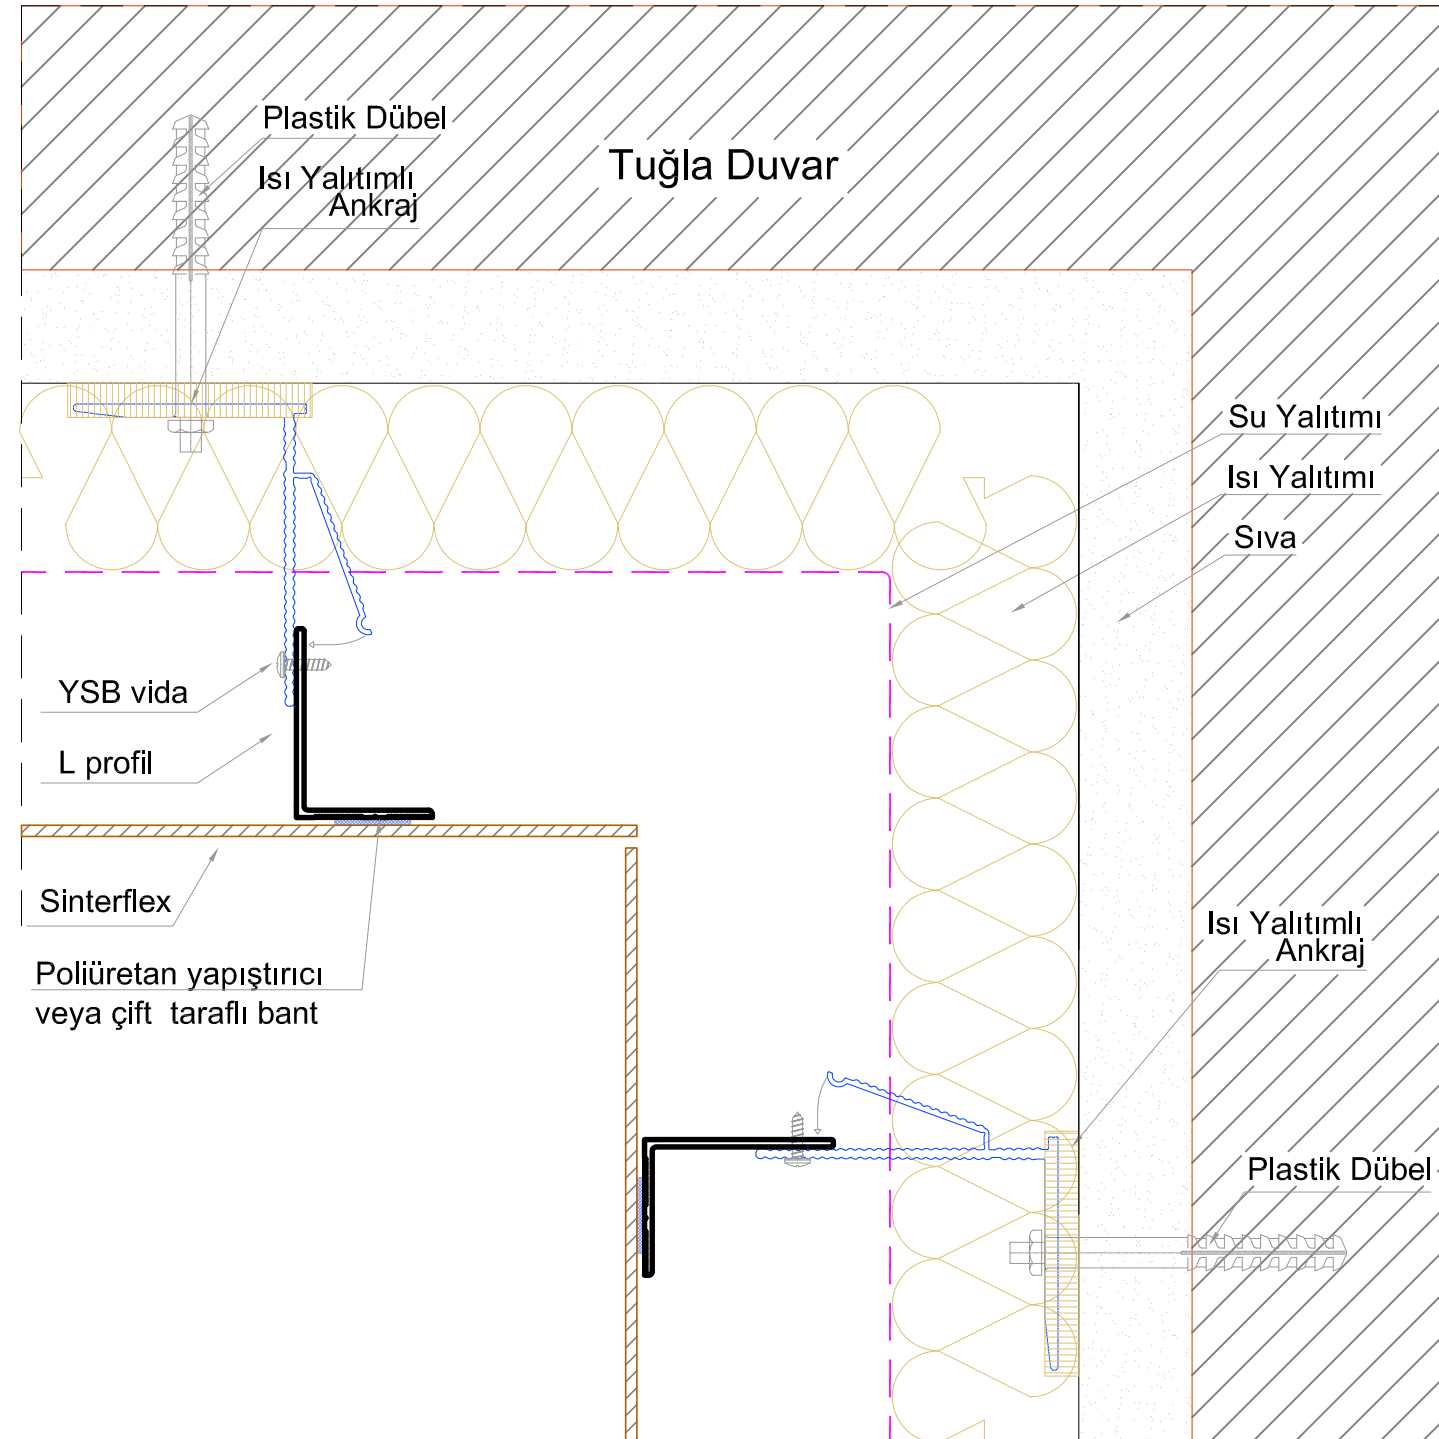 Plastik Dübel
Isı Yalıtımlı
Ankraj
Tuğla Duvar
Su Yalıtımı
Isı Yalıtımı
Sıva
YSB vida
L profil
Sinterflex
Poliüretan yapıştırıcı
veya çift taraflı bant
Isı Yalıtımlı
Ankraj
Plastik Dübel